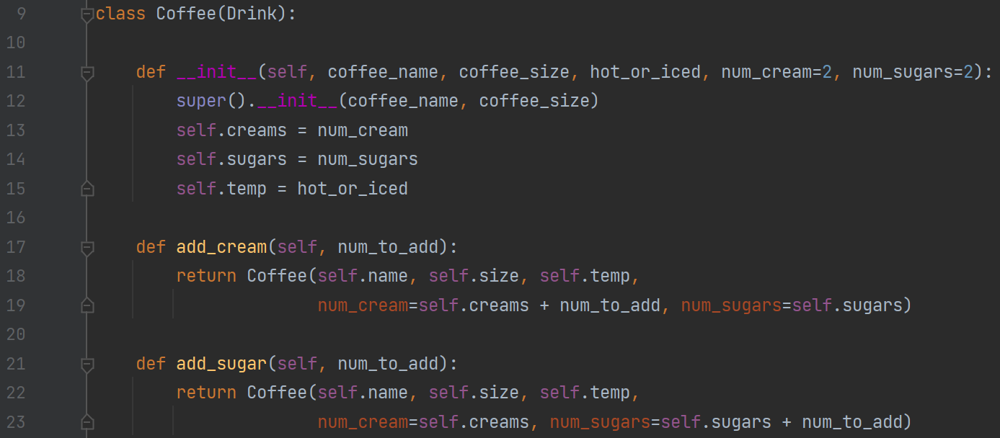 9 class Coffee(Drink):
10
11     def __init__(self, coffee_name, coffee_size, hot_or_iced, num_cream=2, num_sugars=2):
12         super().__init__(coffee_name, coffee_size)
13         self.creams = num_cream
14         self.sugars = num_sugars
15         self.temp = hot_or_iced
16
17     def add_cream(self, num_to_add):
18         return Coffee(self.name, self.size, self.temp,
19                       num_cream=self.creams + num_to_add, num_sugars=self.sugars)
20
21     def add_sugar(self, num_to_add):
22         return Coffee(self.name, self.size, self.temp,
23                       num_cream=self.creams, num_sugars=self.sugars + num_to_add)